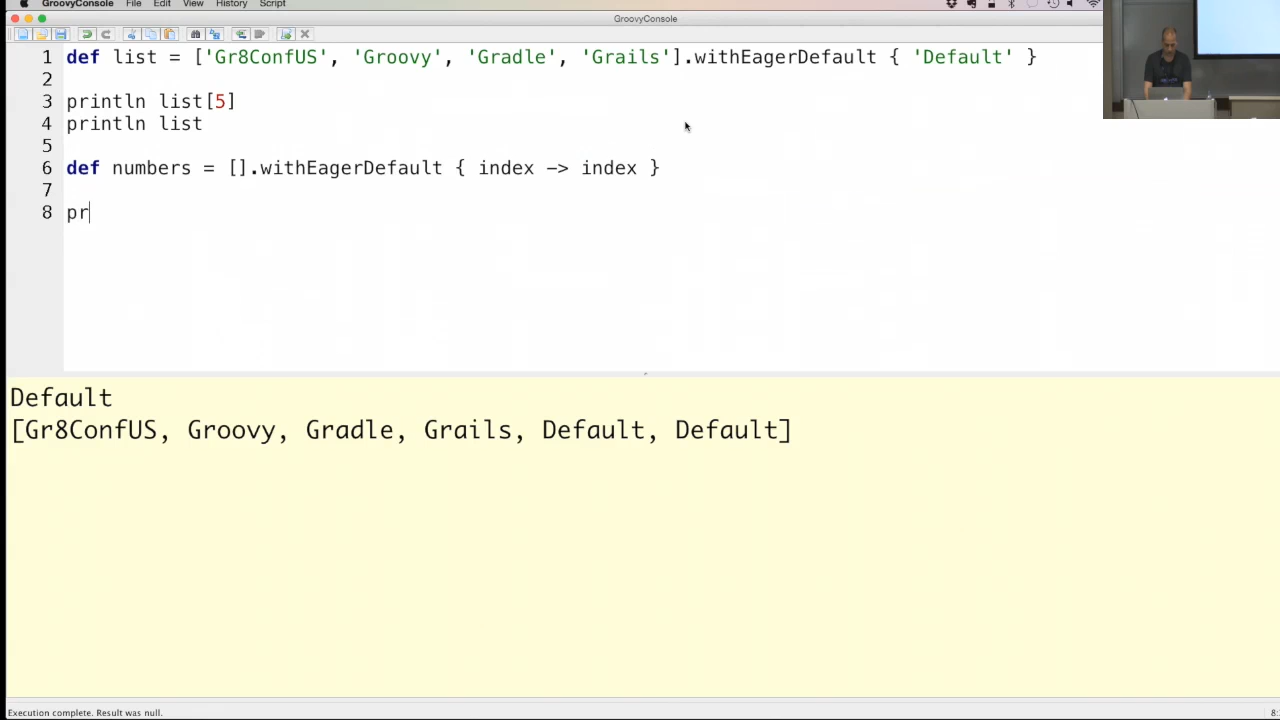 GroovyConsole File Edit View History Script
GroovyConsole
1 def list = ['Gr8ConfUS', 'Groovy', 'Gradle', 'Grails'].withEagerDefault { 'Default' }
2
3 println list[5]
4 println list
5
6 def numbers = [].withEagerDefault { index -> index }
7
8 pr
Default
[Gr8ConfUS, Groovy, Gradle, Grails, Default, Default]
Execution complete. Result was null.
8: